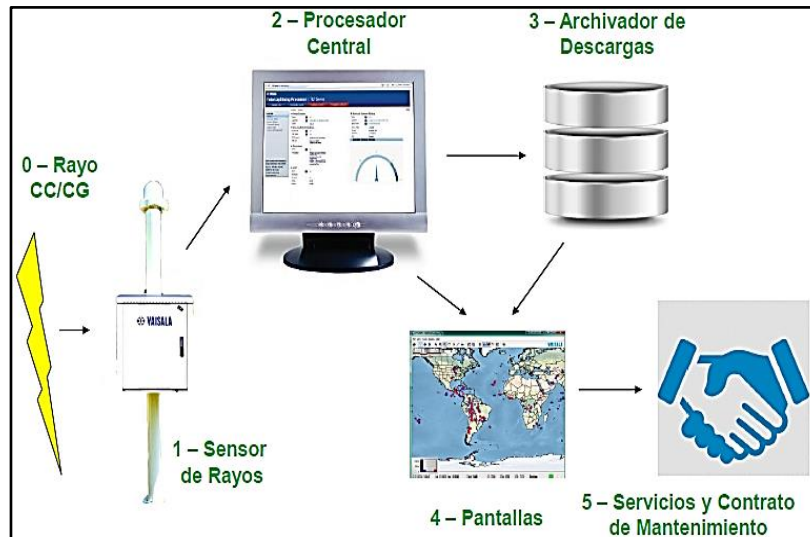 2 – Procesador
Central
3 – Archivador de
Descargas
0 – Rayo
CC/CG
VAISALA
1 – Sensor
de Rayos
4 – Pantallas
5 – Servicios y Contrato
de Mantenimiento